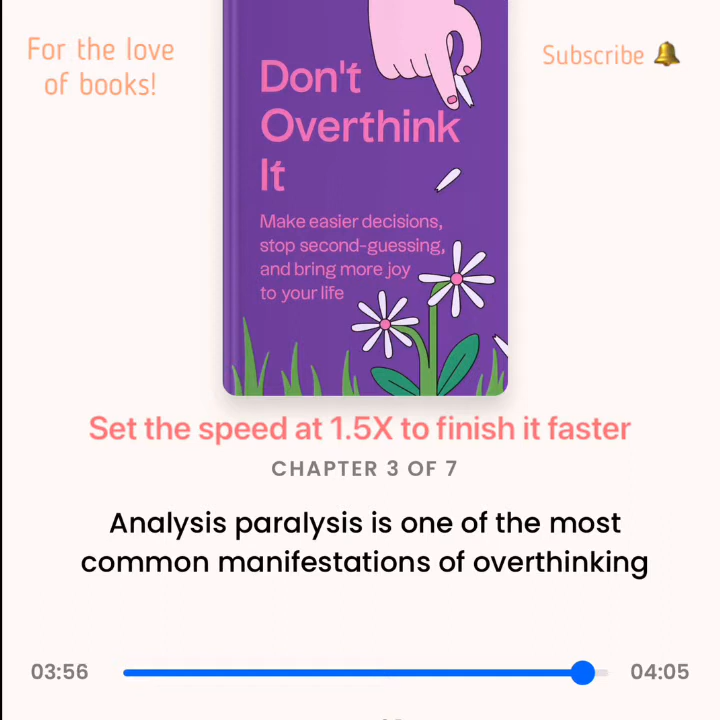 For the love
of books!
Subscribe
Don't
Overthink
It
Make easier decisions,
stop second-guessing,
and bring more joy
to your life
Set the speed at 1.5X to finish it faster
CHAPTER 3 OF 7
Analysis paralysis is one of the most
common manifestations of overthinking
03:56
04:05